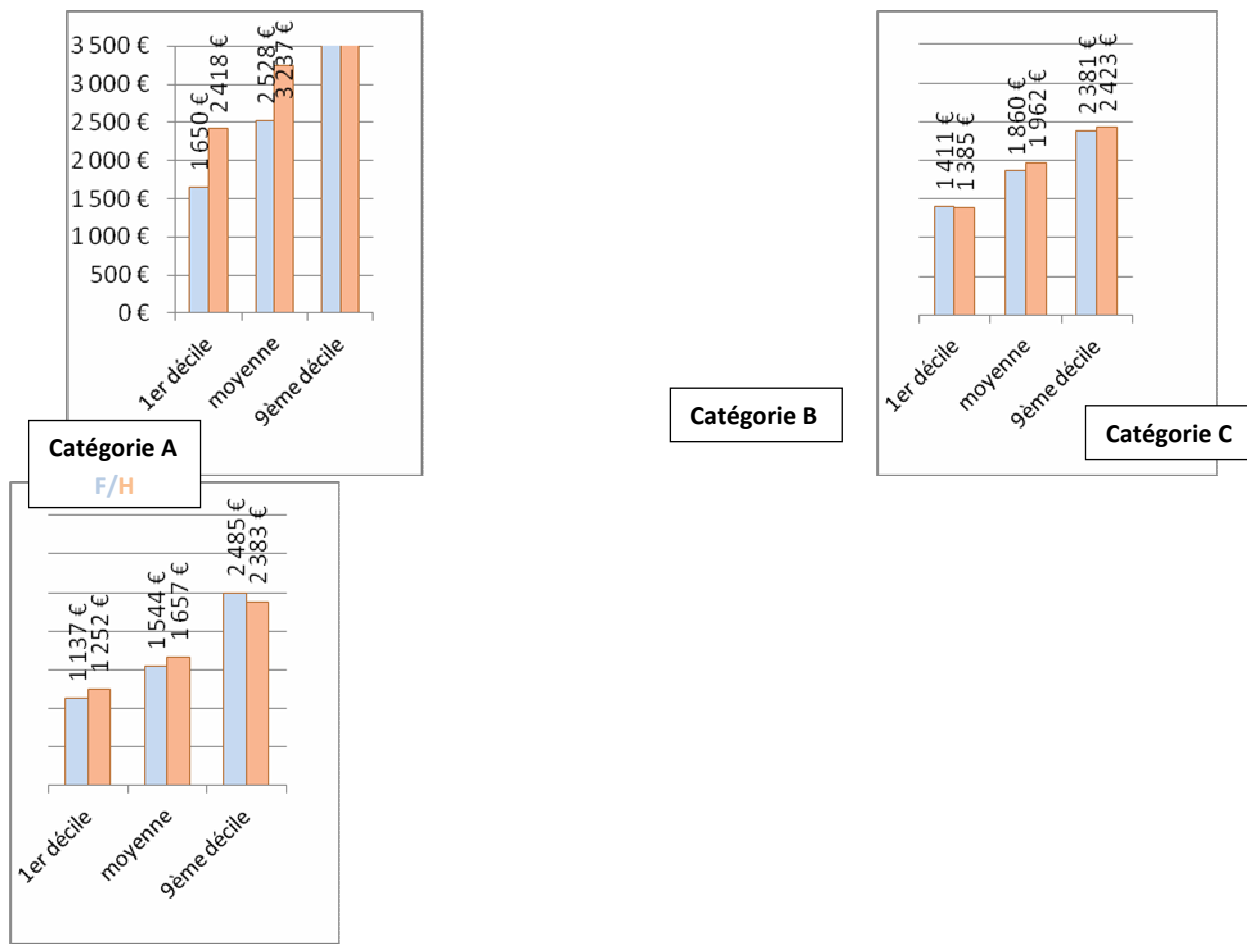 3 500 €
3 000 €
2 500 €
2 000 €
1 500 €
1 000 €
500 €
0 €
1 650 €
2 418 €
2 528 €
3 237 €
1er décile
moyenne
9ème décile
Catégorie A
F/H
Catégorie B
1 411 €
1 385 €
1 860 €
1 962 €
2 381 €
2 423 €
1er décile
moyenne
9ème décile
Catégorie C
1 137 €
1 252 €
1 544 €
1 657 €
2 485 €
2 383 €
1er décile
moyenne
9ème décile